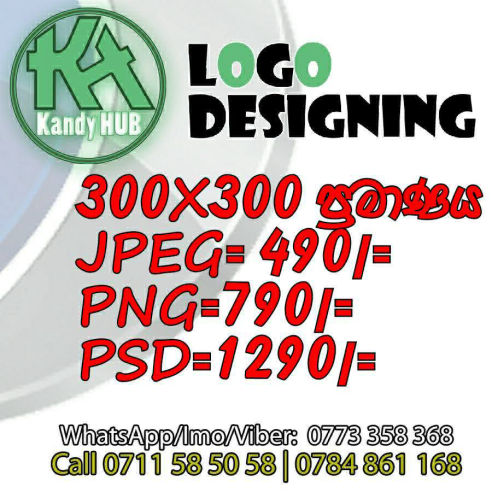 KA
Kandy HUB
LOGO
DESIGNING
300X300 ප්‍රමාණය
JPEG= 490/=
PNG=790/=
PSD=1290/=
WhatsApp/Imo/Viber: 0773 358 368
Call 0711 58 50 58 | 0784 861 168